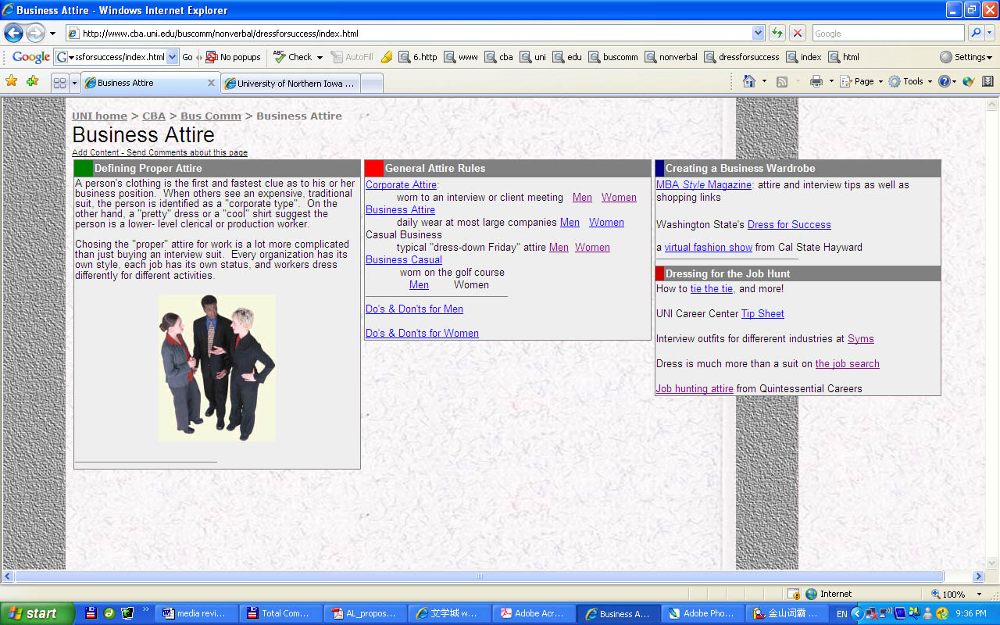 Business Attire - Windows Internet Explorer
http://www.cba.uni.edu/buscomm/nonverbal/dressforsuccess/index.html
Google
Google
G ssforsuccess/index.html Go No popups Check AutoFill 6.http www cba uni edu buscomm nonverbal dressforsuccess index html Settings
Business Attire University of Northern Iowa ... Page Tools
UNI home > CBA > Bus Comm > Business Attire
Business Attire
Add Content - Send Comments about this page
Defining Proper Attire
A person's clothing is the first and fastest clue as to his or her
business position. When others see an expensive, traditional
suit, the person is identified as a "corporate type". On the
other hand, a "pretty" dress or a "cool" shirt suggest the
person is a lower- level clerical or production worker.
Chosing the "proper" attire for work is a lot more complicated
than just buying an interview suit. Every organization has its
own style, each job has its own status, and workers dress
differently for different activities.
General Attire Rules
Corporate Attire:
worn to an interview or client meeting Men Women
Business Attire
daily wear at most large companies Men Women
Casual Business
typical "dress-down Friday" attire Men Women
Business Casual
worn on the golf course
Men Women
Do's & Don'ts for Men
Do's & Don'ts for Women
Creating a Business Wardrobe
MBA Style Magazine: attire and interview tips as well as
shopping links
Washington State's Dress for Success
a virtual fashion show from Cal State Hayward
Dressing for the Job Hunt
How to tie the tie, and more!
UNI Career Center Tip Sheet
Interview outfits for differerent industries at Syms
Dress is much more than a suit on the job search
Job hunting attire from Quintessential Careers
Internet 100%
start media revi... Total Com... AL_propos... 文学城 w... Adobe Acr... Business A... Adobe Pho... 金山词霸 ... EN 9:36 PM